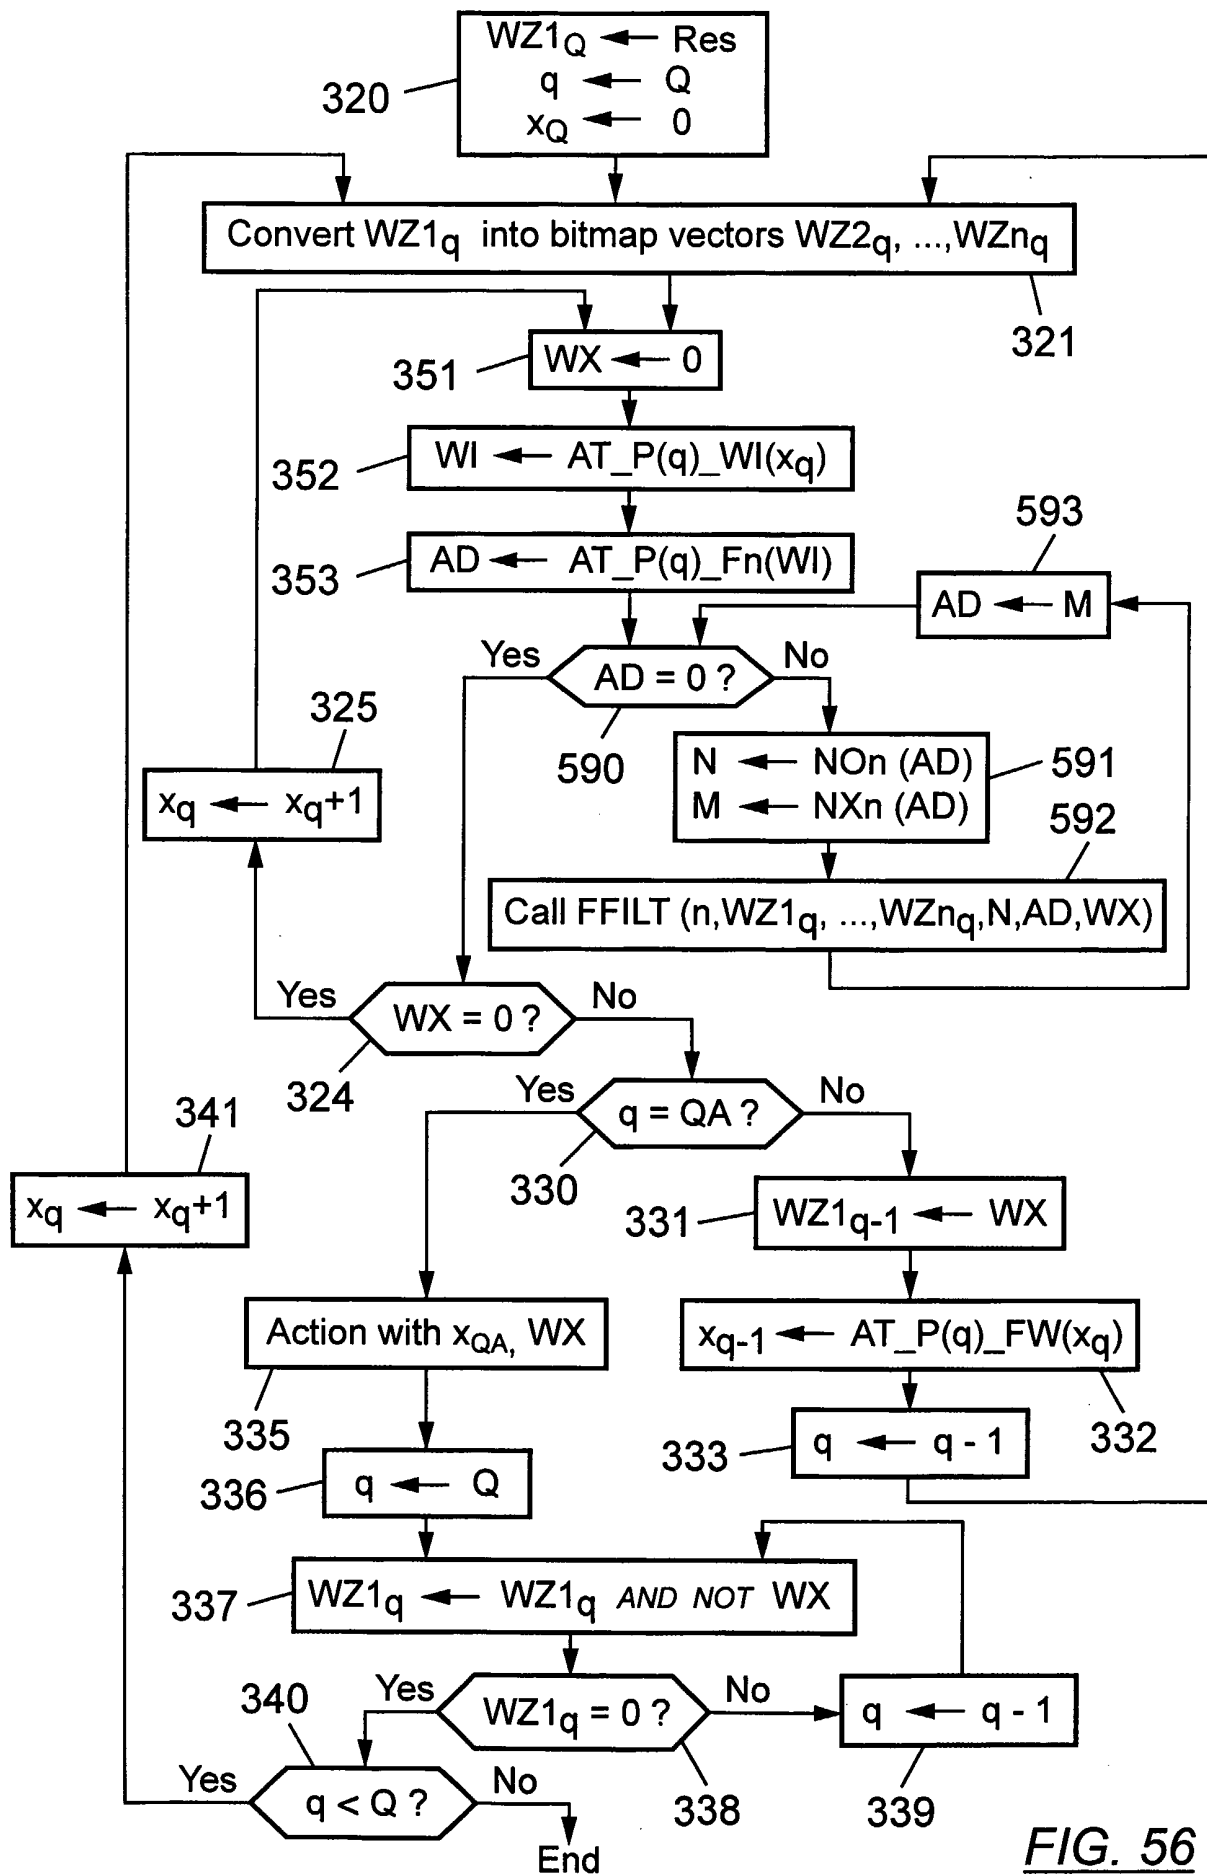 WZ1Q ← Res
q ← Q
xQ ← 0
320
Convert WZ1q into bitmap vectors WZ2q, ...,WZnq
321
WX ← 0
351
WI ← AT_P(q)_WI(xq)
352
AD ← AT_P(q)_Fn(WI)
353
593
AD ← M
Yes
AD = 0 ?
No
590
325
xq ← xq+1
N ← NOn (AD)
M ← NXn (AD)
591
592
Call FFILT (n,WZ1q, ...,WZnq,N,AD,WX)
Yes
WX = 0 ?
No
324
Yes
q = QA ?
No
330
341
xq ← xq+1
331
WZ1q-1 ← WX
Action with xQA, WX
335
xq-1 ← AT_P(q)_FW(xq)
332
333
q ← q - 1
336
q ← Q
337
WZ1q ← WZ1q AND NOT WX
340
Yes
WZ1q = 0 ?
No
338
q ← q - 1
339
Yes
q < Q ?
No
End
FIG. 56